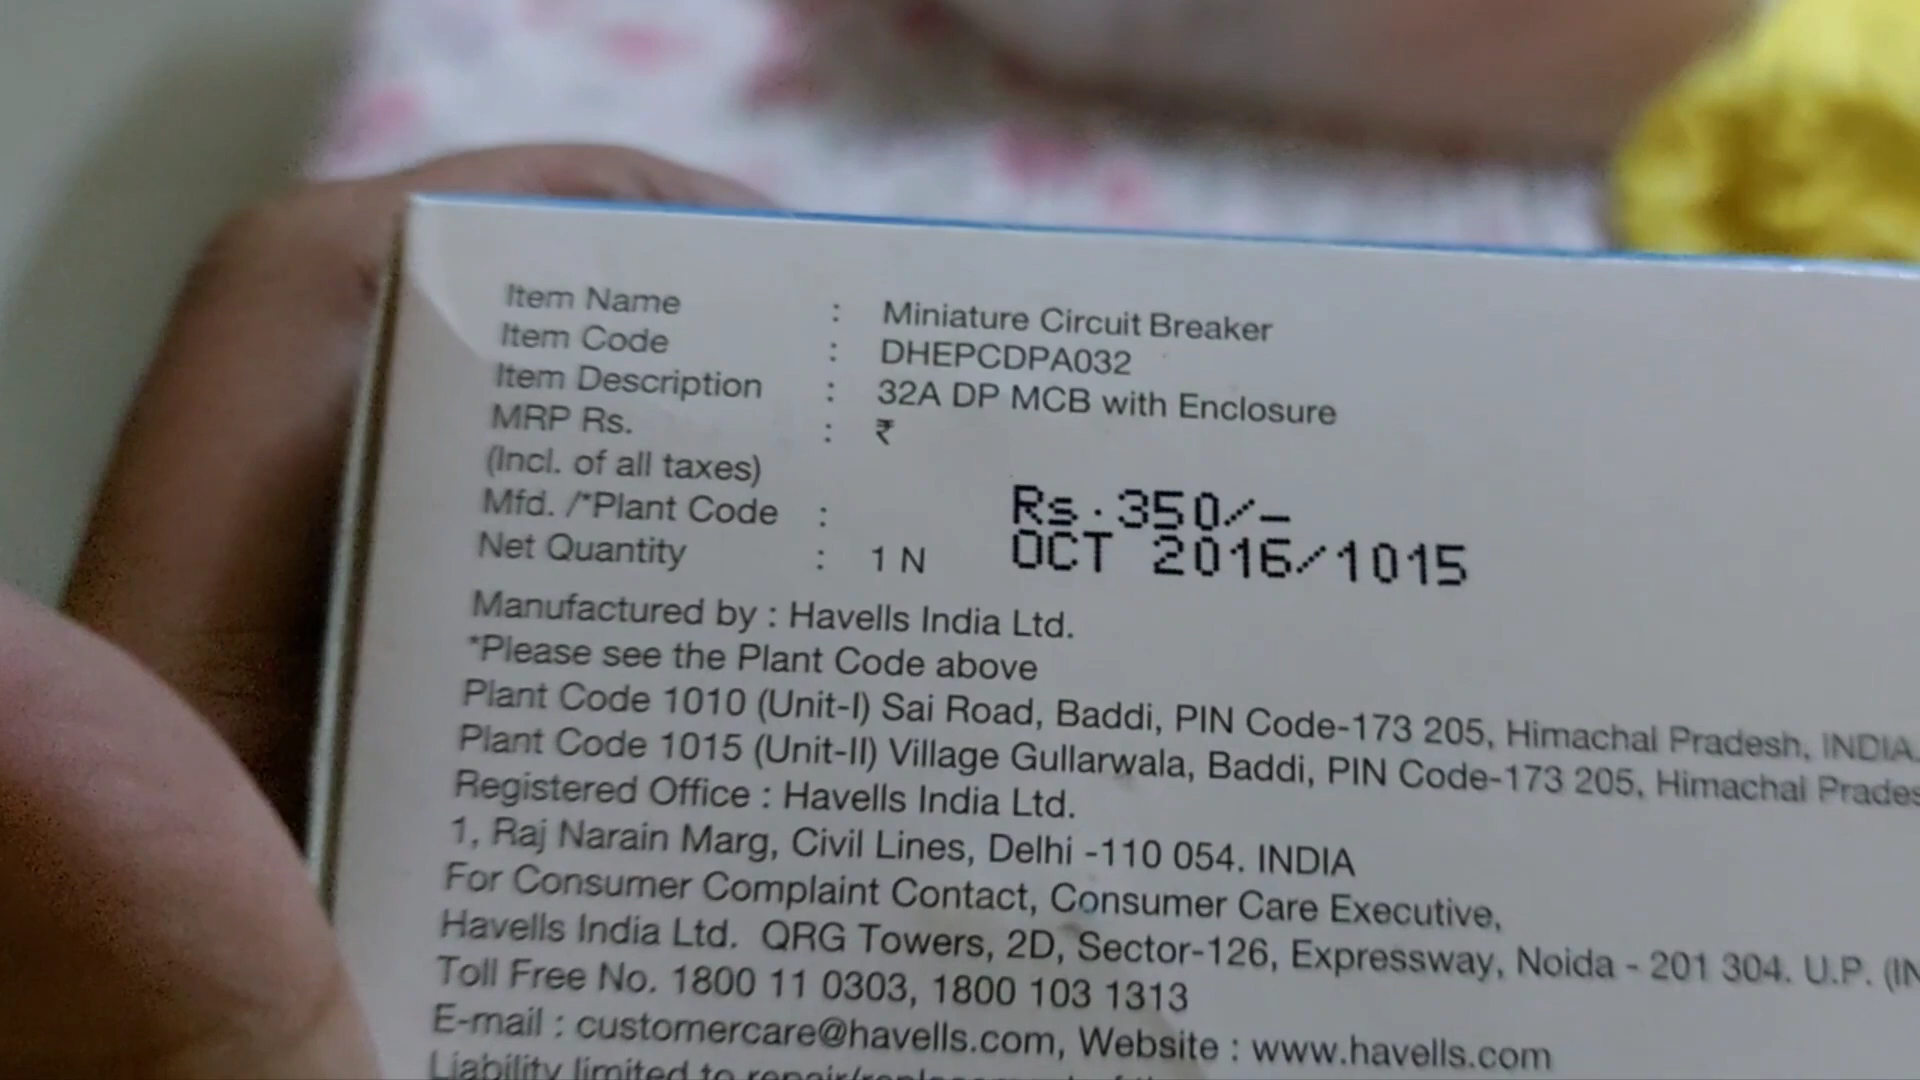 Item Name : Miniature Circuit Breaker
Item Code : DHEPCDPA032
Item Description : 32A DP MCB with Enclosure
MRP Rs. : ₹
(Incl. of all taxes)
Rs.350/-
Mfd. /*Plant Code : OCT 2016/1015
Net Quantity : 1 N
Manufactured by : Havells India Ltd.
*Please see the Plant Code above
Plant Code 1010 (Unit-I) Sai Road, Baddi, PIN Code-173 205, Himachal Pradesh, INDIA.
Plant Code 1015 (Unit-II) Village Gullarwala, Baddi, PIN Code-173 205, Himachal Prades
Registered Office : Havells India Ltd.
1, Raj Narain Marg, Civil Lines, Delhi -110 054. INDIA
For Consumer Complaint Contact, Consumer Care Executive,
Havells India Ltd. QRG Towers, 2D, Sector-126, Expressway, Noida - 201 304. U.P. (IN
Toll Free No. 1800 11 0303, 1800 103 1313
E-mail : customercare@havells.com, Website : www.havells.com
Liability limited to